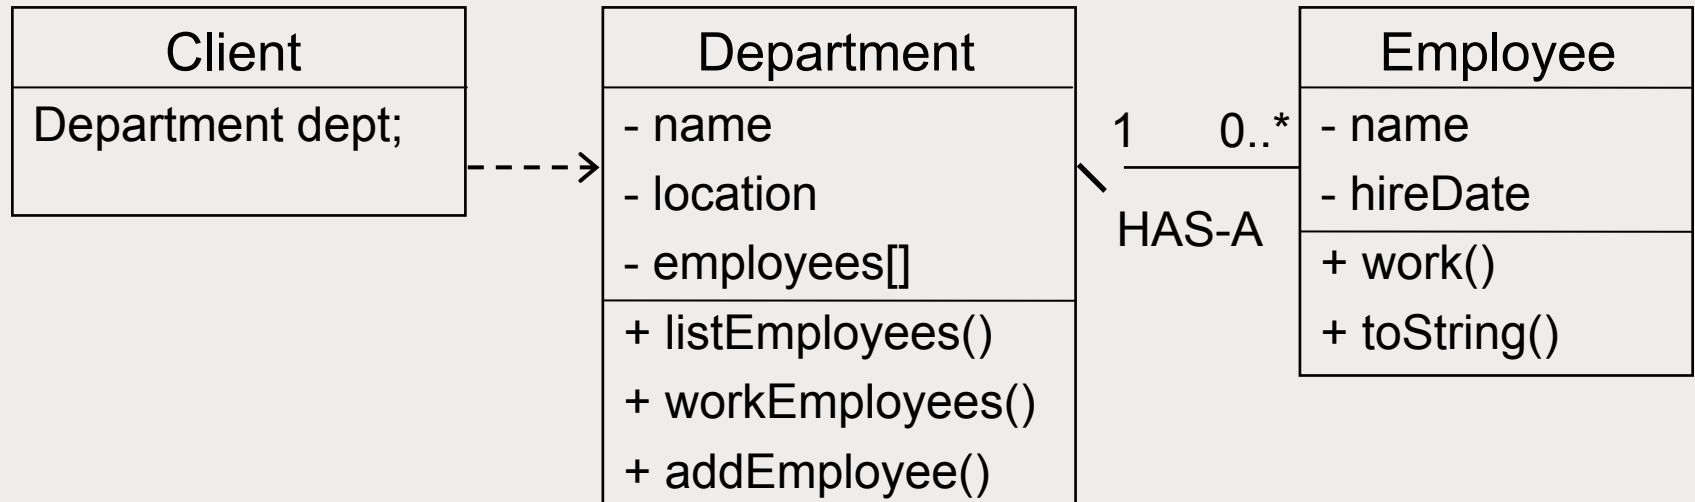 Client
Department dept;
Department
- name
- location
- employees[]
+ listEmployees()
+ workEmployees()
+ addEmployee()
1 0..*
HAS-A
Employee
- name
- hireDate
+ work()
+ toString()